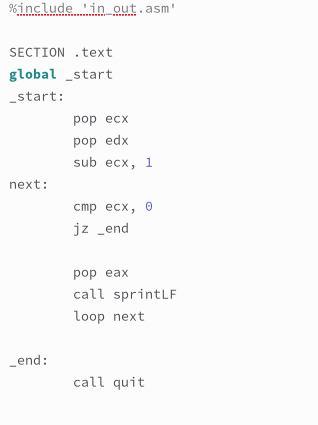 %include 'in_out.asm'
SECTION .text
global _start
_start:
pop ecx
pop edx
sub ecx, 1
next:
cmp ecx, 0
jz _end
pop eax
call sprintLF
loop next
_end:
call quit